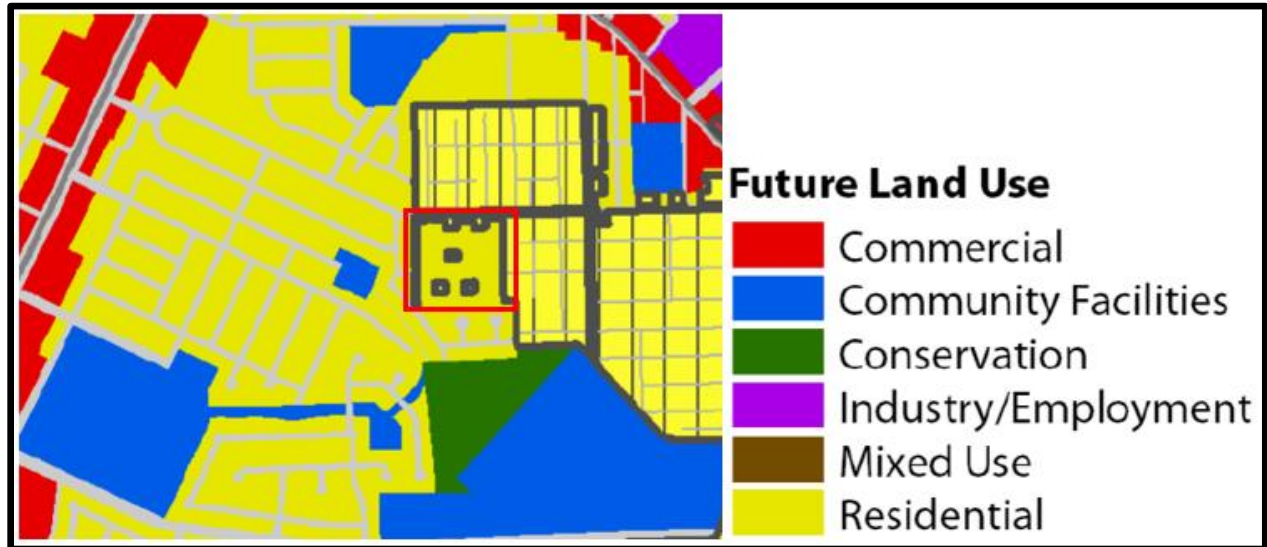 Future Land Use
Commercial
Community Facilities
Conservation
Industry/Employment
Mixed Use
Residential